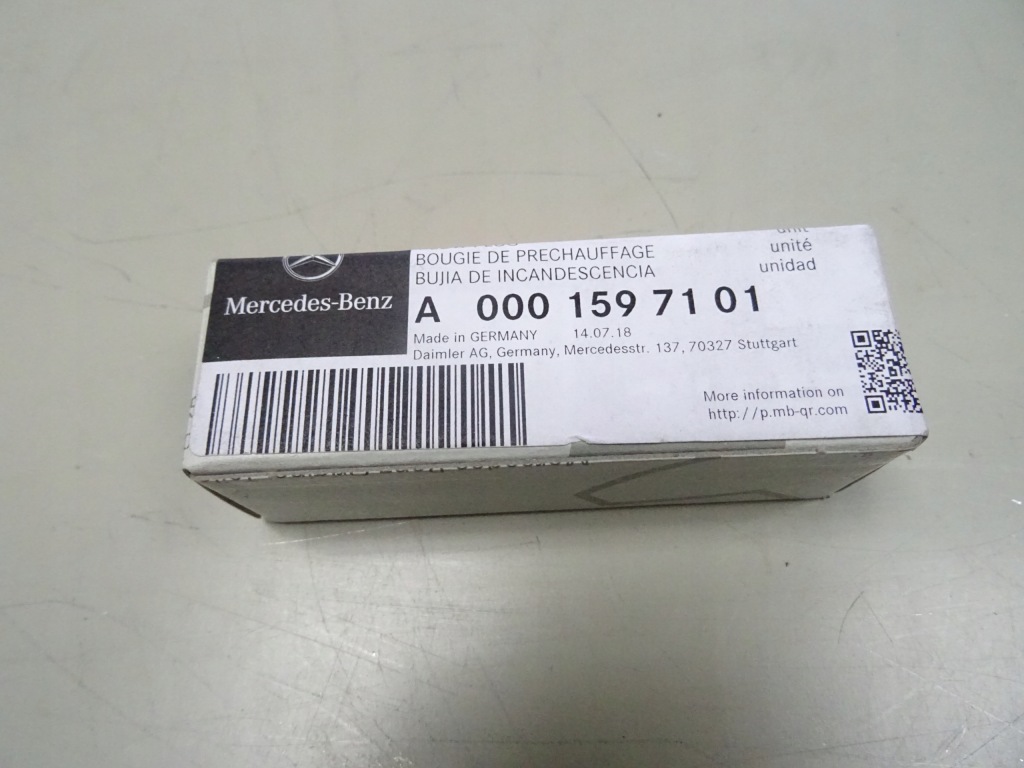 BOUGIE DE PRECHAUFFAGE
BUJIA DE INCANDESCENCIA
unit
unité
unidad
Mercedes-Benz
A 000 159 71 01
Made in GERMANY 14.07.18
Daimler AG, Germany, Mercedesstr. 137, 70327 Stuttgart
More information on
http://p.mb-qr.com